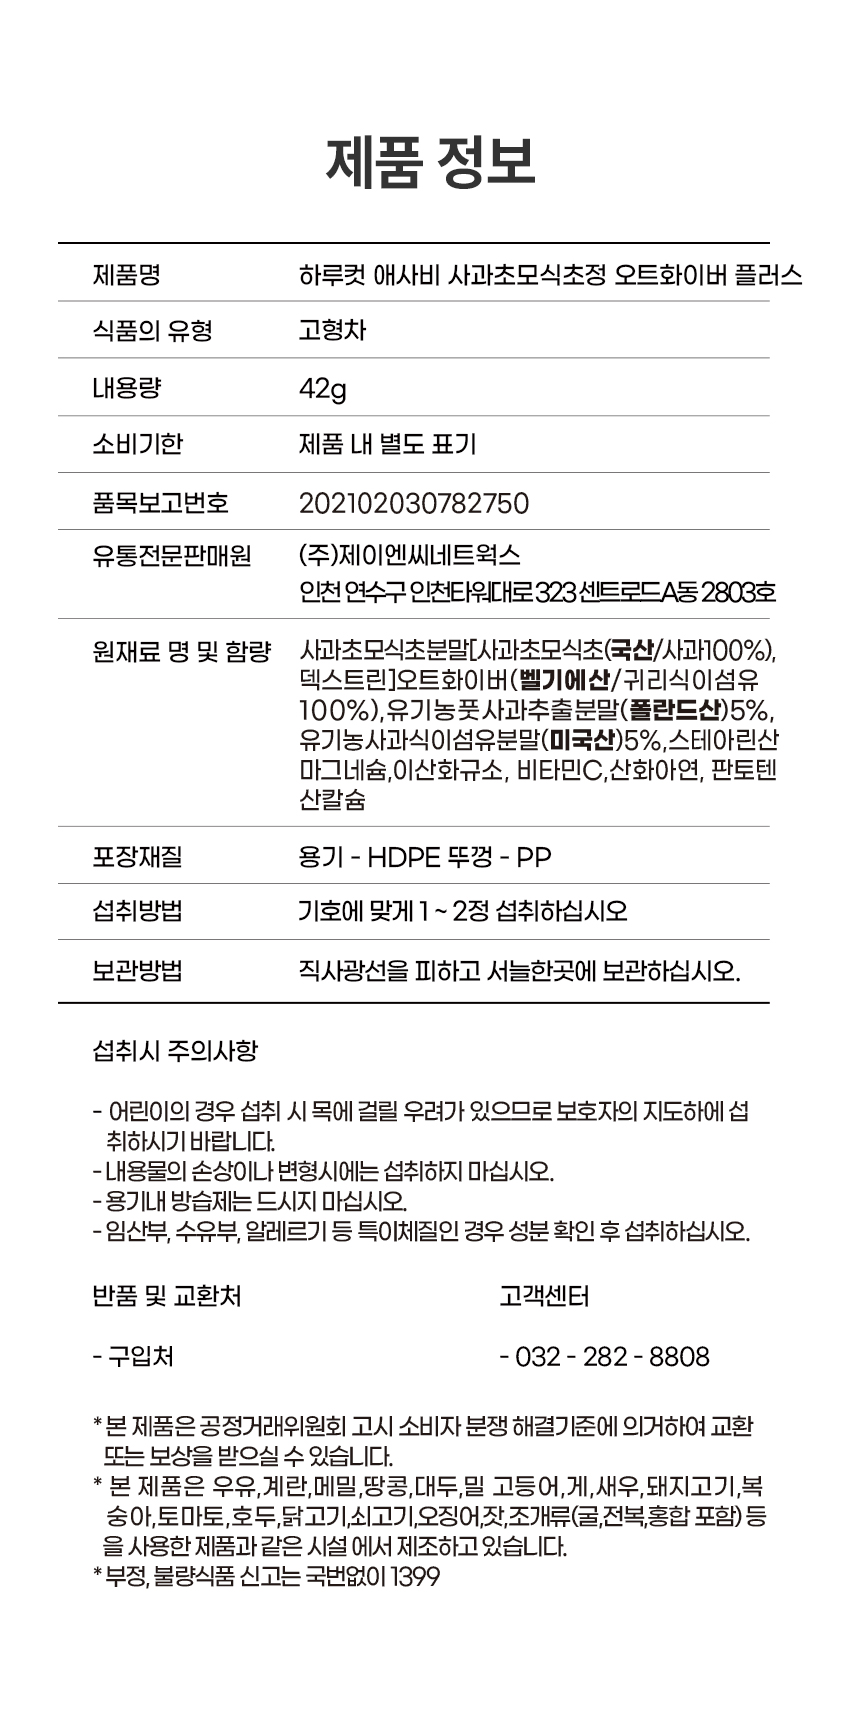 제품 정보
제품명 하루컷 애사비 사과초모식초정 오트화이버 플러스
식품의 유형 고형차
내용량 42g
소비기한 제품 내 별도 표기
품목보고번호 202102030782750
유통전문판매원 (주)제이엔씨네트웍스
인천 연수구 인천타워대로 323 센트로드A동 2803호
원재료 명 및 함량 사과초모식초분말[사과초모식초(국산/사과100%),
덱스트린]오트화이버(벨기에산/귀리식이섬유
100%),유기농풋사과추출분말(폴란드산)5%,
유기농사과식이섬유분말(미국산)5%,스테아린산
마그네슘,이산화규소, 비타민C,산화아연, 판토텐
산칼슘
포장재질 용기 - HDPE 뚜껑 - PP
섭취방법 기호에 맞게 1 ~ 2정 섭취하십시오
보관방법 직사광선을 피하고 서늘한곳에 보관하십시오.
섭취시 주의사항
- 어린이의 경우 섭취 시 목에 걸릴 우려가 있으므로 보호자의 지도하에 섭
취하시기 바랍니다.
- 내용물의 손상이나 변형시에는 섭취하지 마십시오.
- 용기내 방습제는 드시지 마십시오.
- 임산부, 수유부, 알레르기 등 특이체질인 경우 성분 확인 후 섭취하십시오.
반품 및 교환처 고객센터
- 구입처 - 032 - 282 - 8808
* 본 제품은 공정거래위원회 고시 소비자 분쟁 해결기준에 의거하여 교환
또는 보상을 받으실 수 있습니다.
* 본 제품은 우유,계란,메밀,땅콩,대두,밀 고등어,게,새우,돼지고기,복
숭아,토마토,호두,닭고기,쇠고기,오징어,잣,조개류(굴,전복,홍합 포함) 등
을 사용한 제품과 같은 시설 에서 제조하고 있습니다.
* 부정, 불량식품 신고는 국번없이 1399